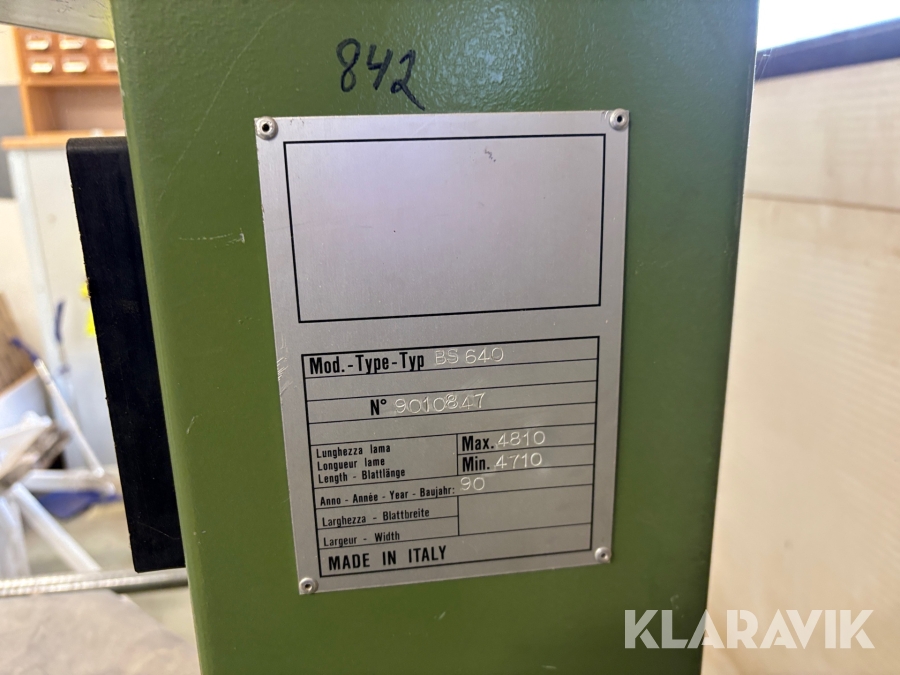 842
Mod.-Type-Typ BS 640
N° 9010847
Lunghezza lama
Longueur lame
Length - Blattlänge
Max. 4810
Min. 4710
Anno - Année - Year - Baujahr: 90
Larghezza - Blattbreite
Largeur - Width
MADE IN ITALY
KLARAVIK